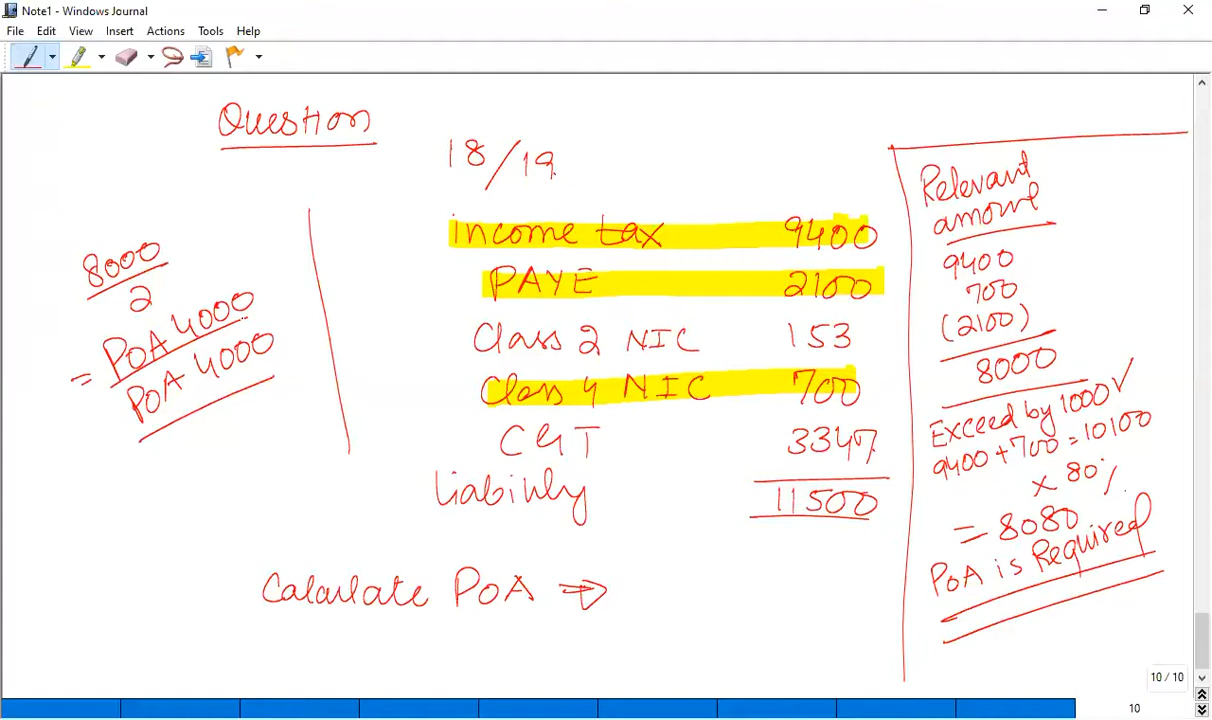 Note1 - Windows Journal
File Edit View Insert Actions Tools Help
Question
18/19
income tax 9400
PAYE 2100
Class 2 NIC 153
Class 4 NIC 700
CGT 3347
liability 11500
Calculate PoA →
8000
2
= PoA 4000
PoA 4000
Relevant
amount
9400
700
(2100)
8000
Exceed by 1000 ✓
9400 + 700 = 10100
x 80%
= 8080
PoA is Required
10 / 10
10